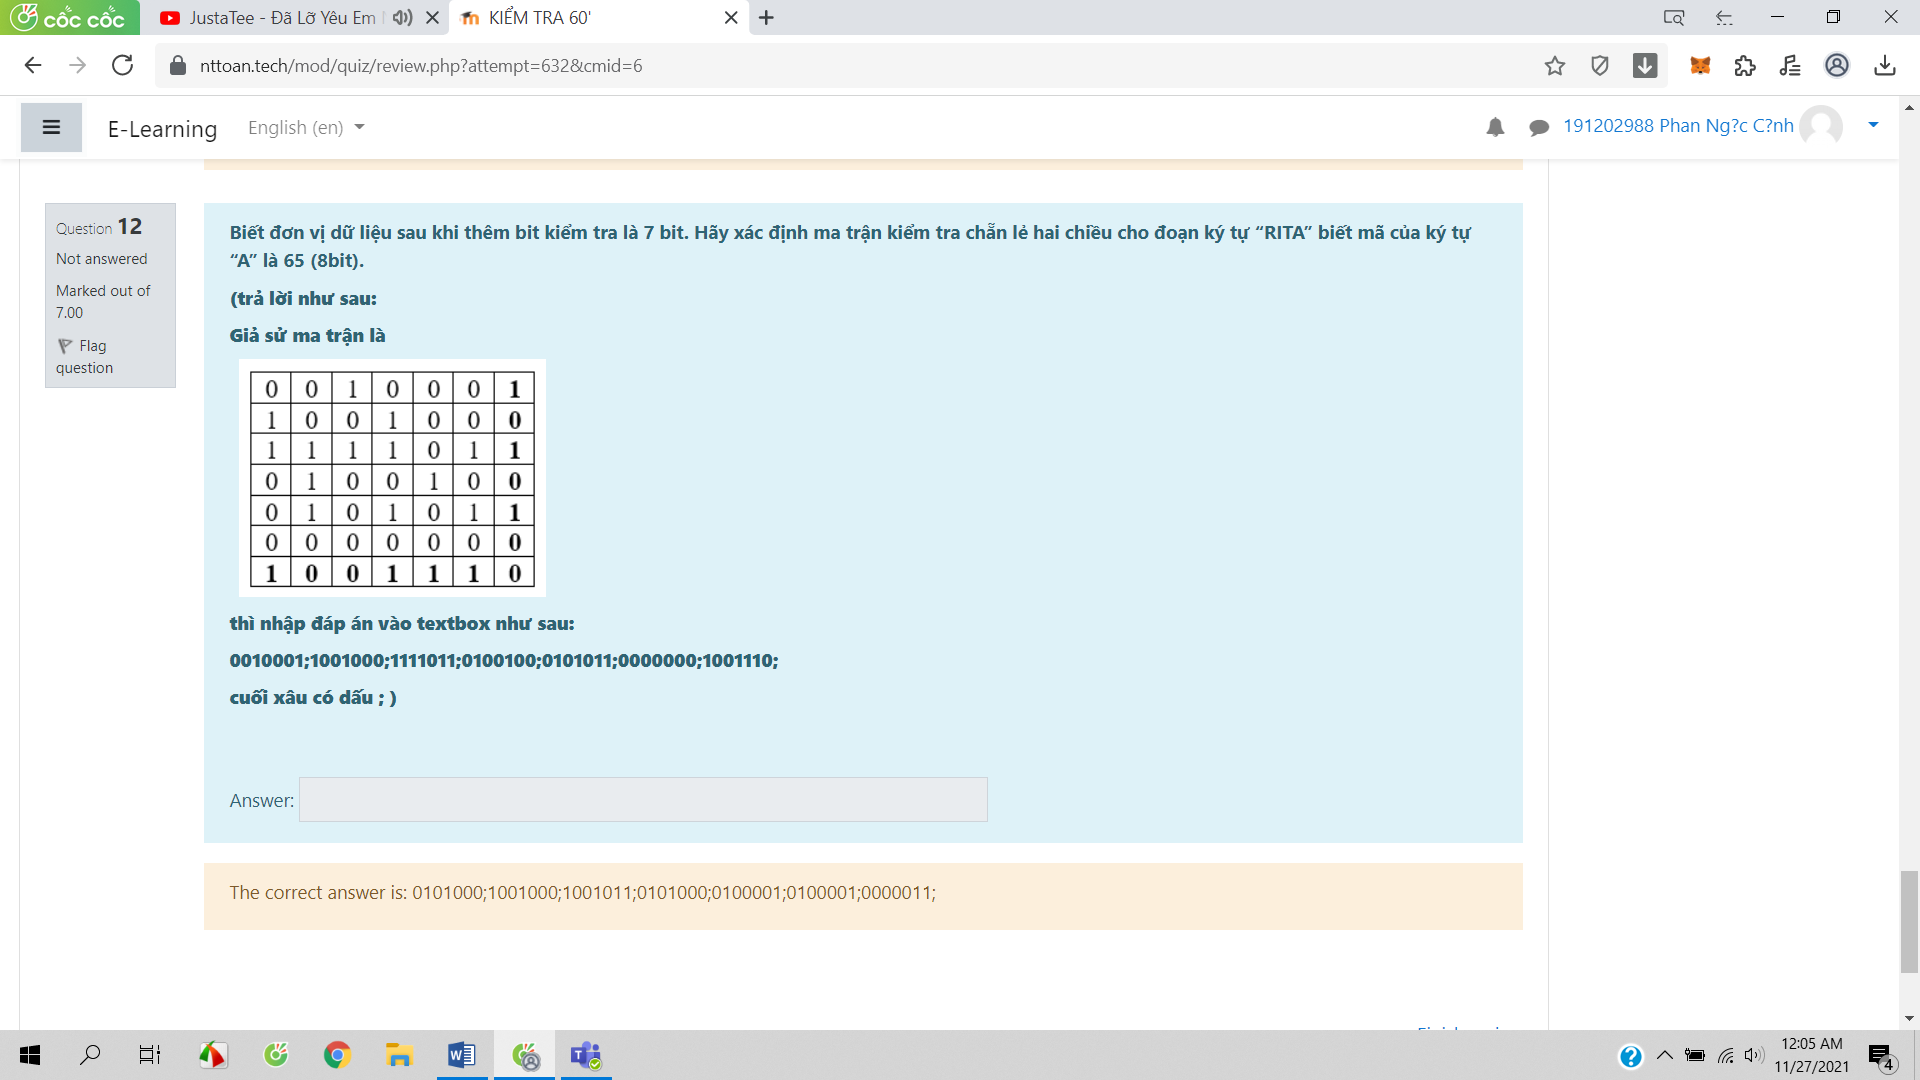 cốc cốc
JustaTee - Đã Lỡ Yêu Em
KIỂM TRA 60'
nttoan.tech/mod/quiz/review.php?attempt=632&cmid=6
E-Learning
English (en)
191202988 Phan Ng?c C?nh
Question 12
Not answered
Marked out of
7.00
Flag
question
Biết đơn vị dữ liệu sau khi thêm bit kiểm tra là 7 bit. Hãy xác định ma trận kiểm tra chẵn lẻ hai chiều cho đoạn ký tự “RITA” biết mã của ký tự
“A” là 65 (8bit).
(trả lời như sau:
Giả sử ma trận là
0 0 1 0 0 0 1
1 0 0 1 0 0 0
1 1 1 1 0 1 1
0 1 0 0 1 0 0
0 1 0 1 0 1 1
0 0 0 0 0 0 0
1 0 0 1 1 1 0
thì nhập đáp án vào textbox như sau:
0010001;1001000;1111011;0100100;0101011;0000000;1001110;
cuối xâu có dấu ; )
Answer:
The correct answer is: 0101000;1001000;1001011;0101000;0100001;0100001;0000011;
12:05 AM
11/27/2021
4